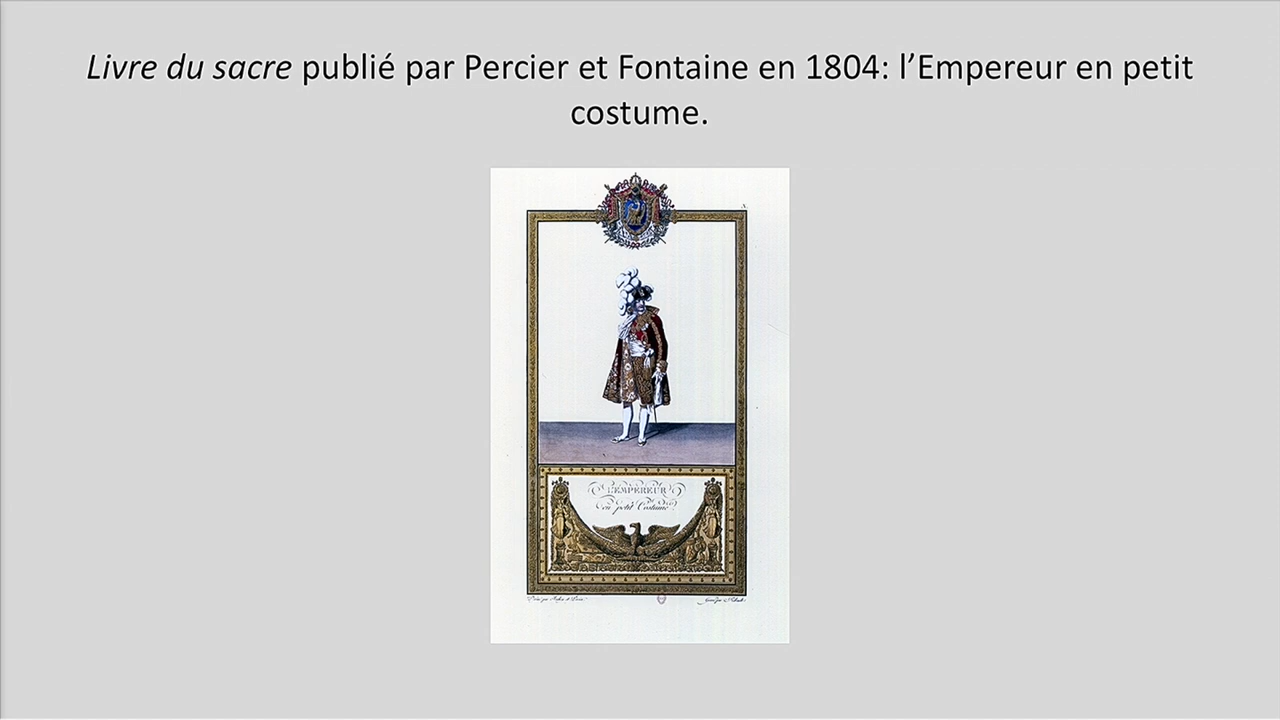 Livre du sacre publié par Percier et Fontaine en 1804: l’Empereur en petit
costume.
L'EMPEREUR
en petit Costume.